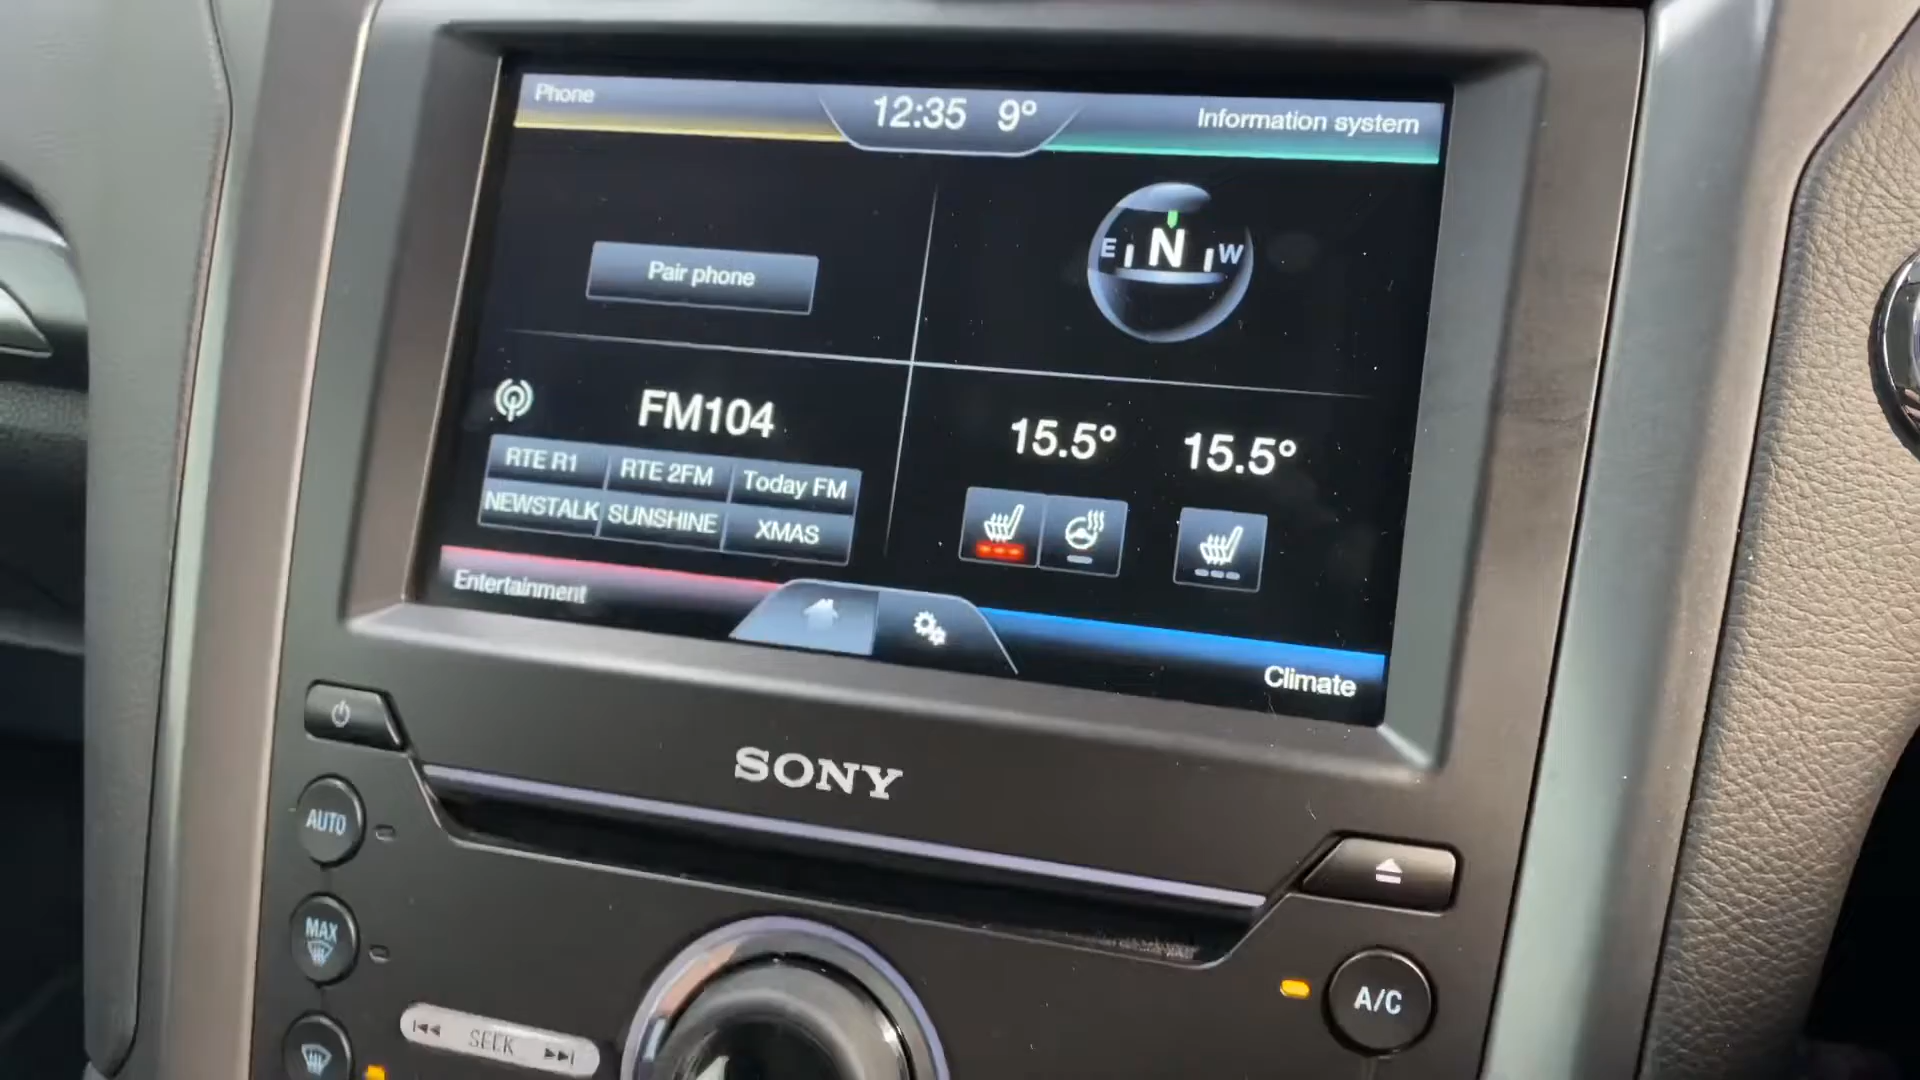 Phone
12:35 9°
Information system
Pair phone
E N W
FM104
RTE R1 RTE 2FM Today FM
NEWSTALK SUNSHINE XMAS
15.5° 15.5°
Entertainment
Climate
SONY
AUTO
MAX
SEEK
A/C